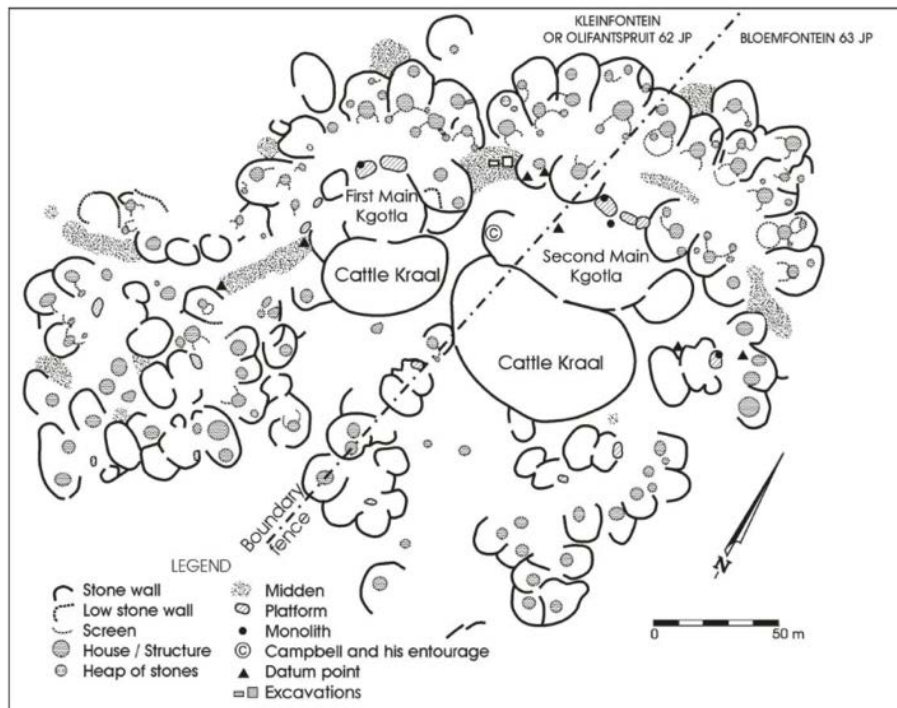 KLEINFONTEIN
OR OLIFANTSPRUIT 62 JP
BLOEMFONTEIN 63 JP
First Main
Kgotla
Cattle Kraal
C
Second Main
Kgotla
Cattle Kraal
Boundary
fence
N
0
50 m
LEGEND
Stone wall
Low stone wall
Screen
House / Structure
Heap of stones
Midden
Platform
Monolith
C Campbell and his entourage
Datum point
Excavations